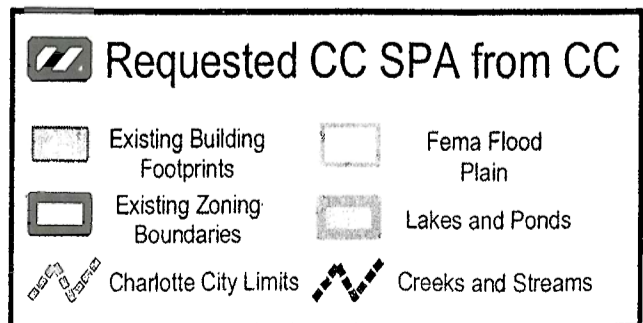 Requested CC SPA from CC
Existing Building
Footprints
Fema Flood
Plain
Existing Zoning
Boundaries
Lakes and Ponds
Charlotte City Limits
Creeks and Streams